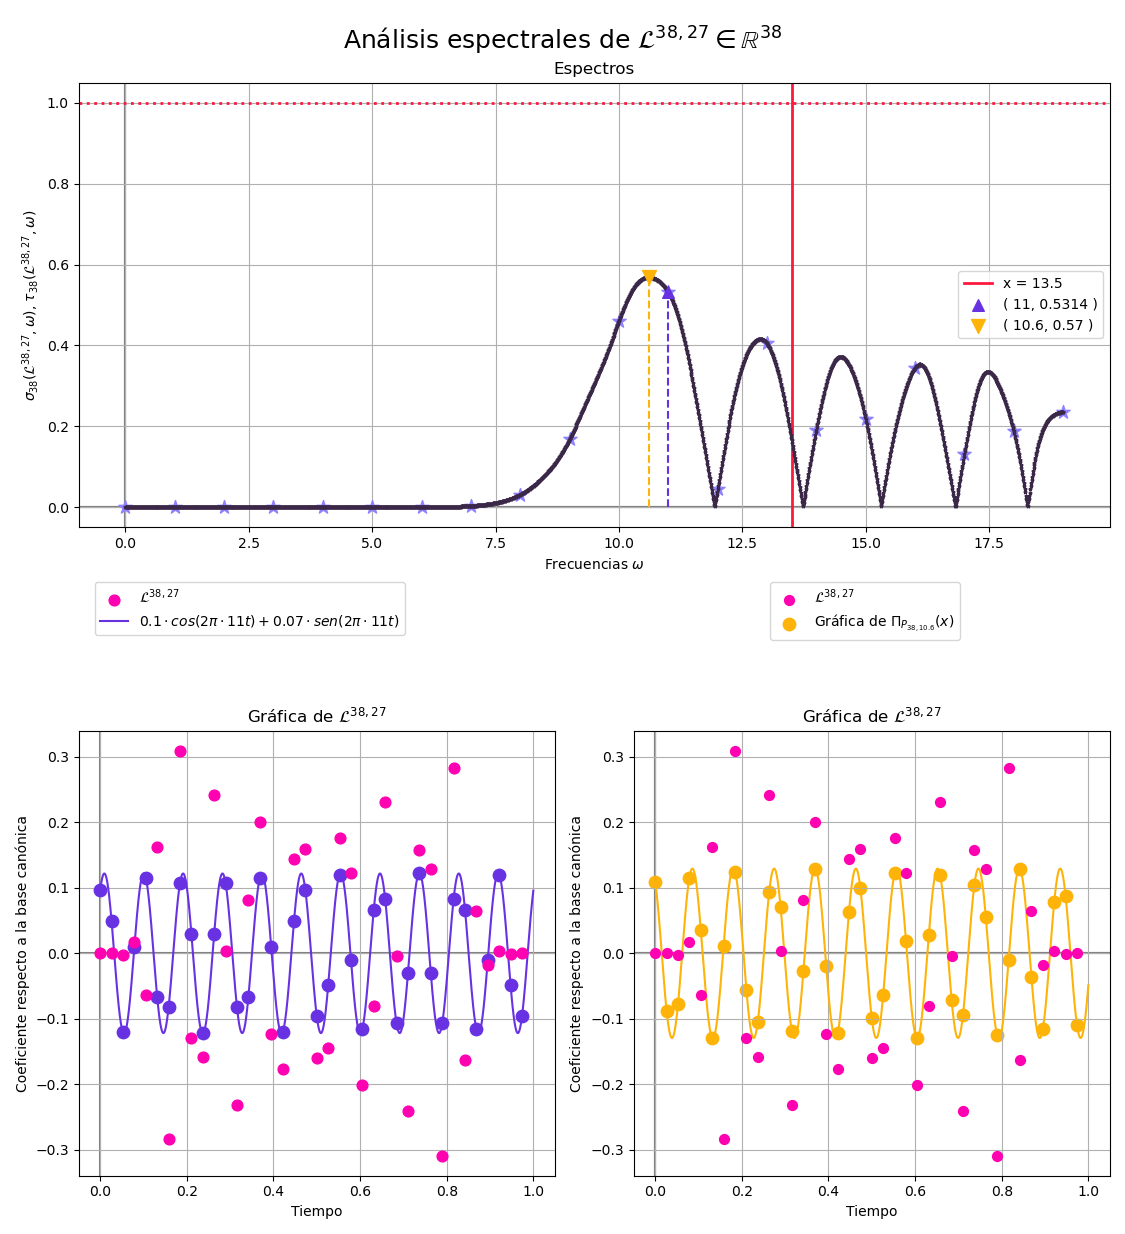 Análisis espectrales de 𝓛^{38,27} ∈ ℝ^{38}
Espectros
σ_{38}(𝓛^{38,27}, ω), τ_{38}(𝓛^{38,27}, ω)
1.0
0.8
0.6
0.4
0.2
0.0
x = 13.5
( 11, 0.5314 )
( 10.6, 0.57 )
0.0 2.5 5.0 7.5 10.0 12.5 15.0 17.5
Frecuencias ω
𝓛^{38,27}
0.1 · cos(2π · 11t) + 0.07 · sen(2π · 11t)
𝓛^{38,27}
Gráfica de Π_{P_{38,10.6}}(x)
Gráfica de 𝓛^{38,27}
Coeficiente respecto a la base canónica
0.3
0.2
0.1
0.0
−0.1
−0.2
−0.3
0.0 0.2 0.4 0.6 0.8 1.0
Tiempo
Gráfica de 𝓛^{38,27}
Coeficiente respecto a la base canónica
0.3
0.2
0.1
0.0
−0.1
−0.2
−0.3
0.0 0.2 0.4 0.6 0.8 1.0
Tiempo